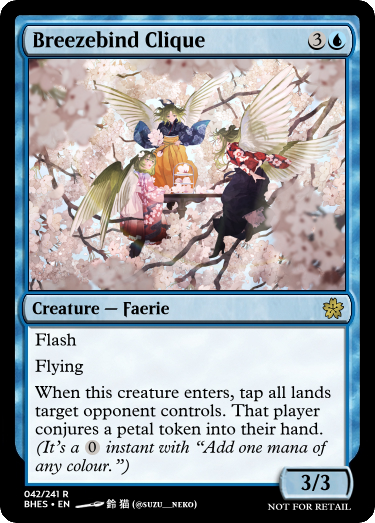 Breezebind Clique 3
Creature — Faerie
Flash
Flying
When this creature enters, tap all lands
target opponent controls. That player
conjures a petal token into their hand.
(It's a 0 instant with “Add one mana of
any colour.”)
3/3
042/241 R
BHES • EN 鈴 猫 (@SUZU__NEKO)
NOT FOR RETAIL